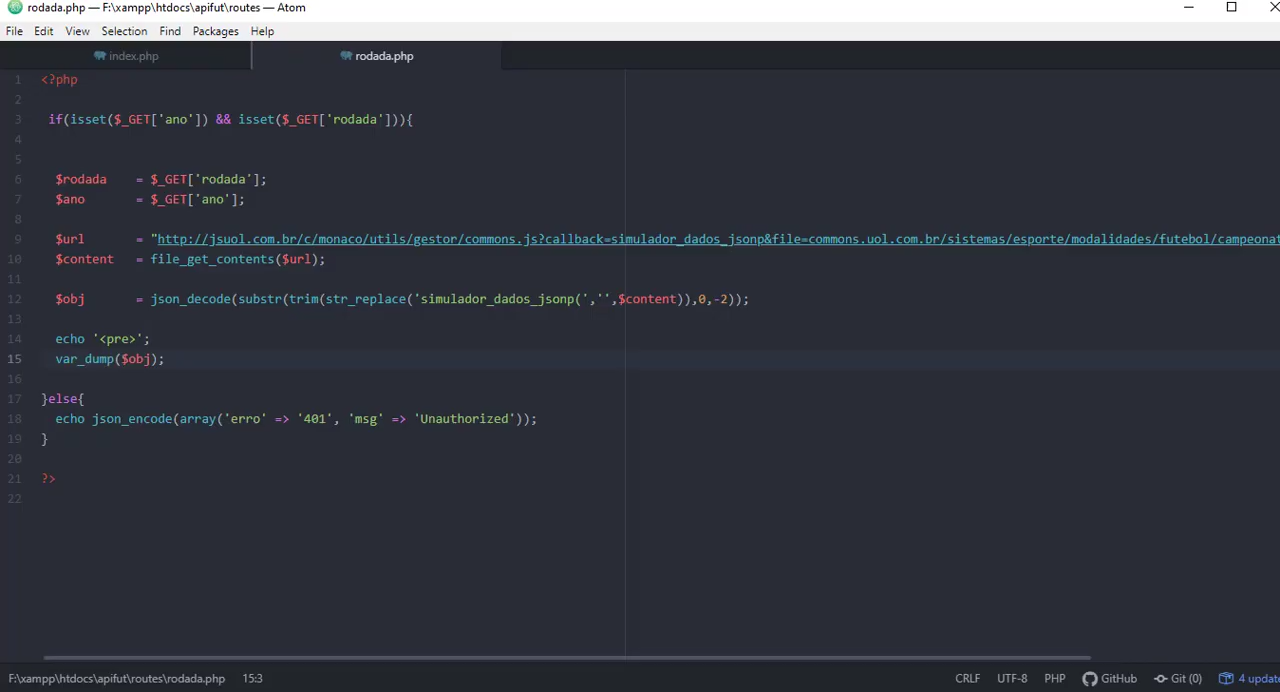 rodada.php — F:\xampp\htdocs\apifut\routes — Atom
File Edit View Selection Find Packages Help
index.php rodada.php
1 <?php
2
3 if(isset($_GET['ano']) && isset($_GET['rodada'])){
4
5
6 $rodada = $_GET['rodada'];
7 $ano = $_GET['ano'];
8
9 $url = "http://jsuol.com.br/c/monaco/utils/gestor/commons.js?callback=simulador_dados_jsonp&file=commons.uol.com.br/sistemas/esporte/modalidades/futebol/campeonat
10 $content = file_get_contents($url);
11
12 $obj = json_decode(substr(trim(str_replace('simulador_dados_jsonp(','',$content)),0,-2));
13
14 echo '<pre>';
15 var_dump($obj);
16
17 }else{
18 echo json_encode(array('erro' => '401', 'msg' => 'Unauthorized'));
19 }
20
21 ?>
22
F:\xampp\htdocs\apifut\routes\rodada.php 15:3 CRLF UTF-8 PHP GitHub Git (0) 4 update